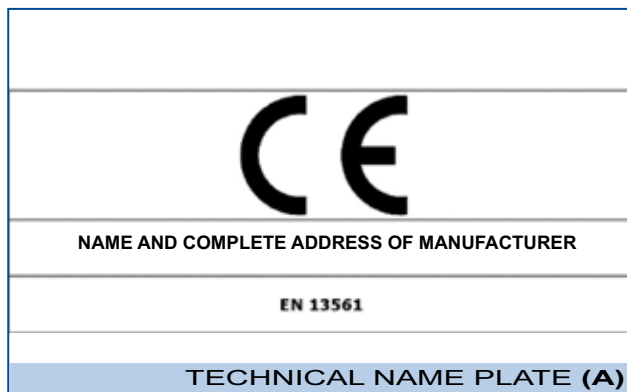 CE
NAME AND COMPLETE ADDRESS OF MANUFACTURER
EN 13561
TECHNICAL NAME PLATE (A)